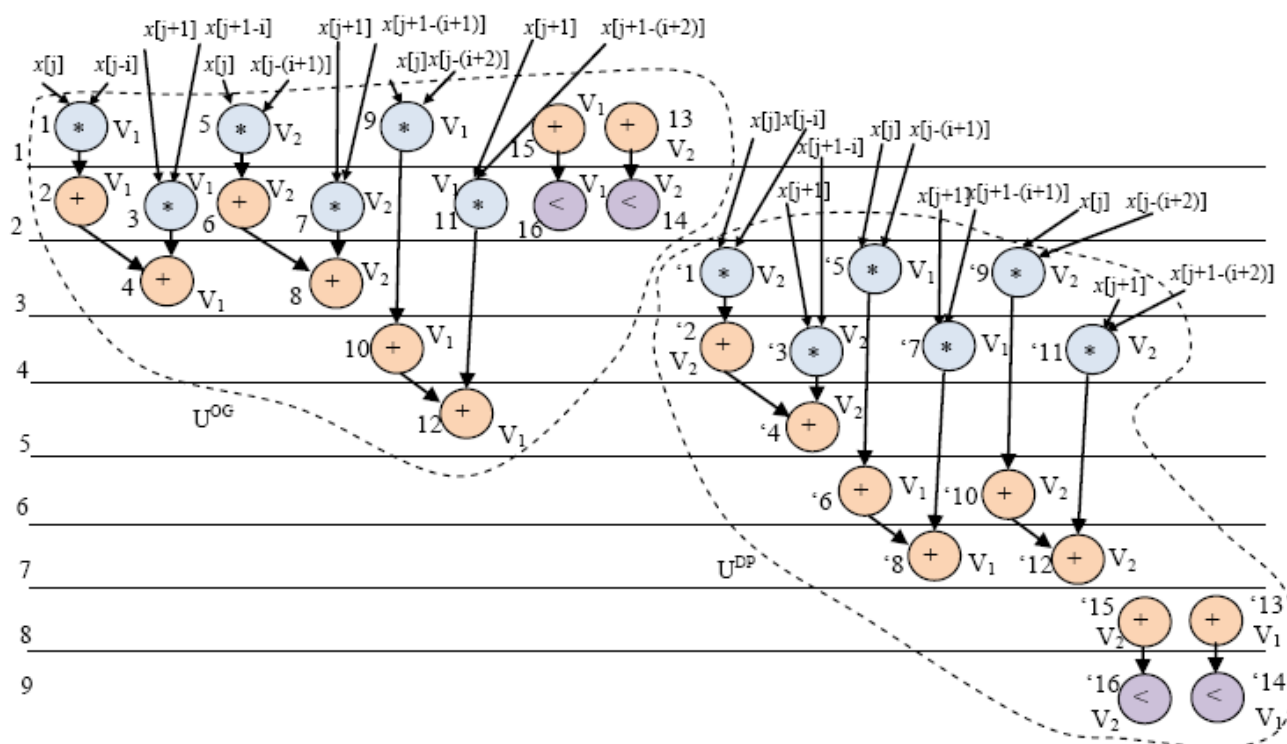 x[j+1] x[j+1-i] x[j+1] x[j+1-(i+1)] x[j+1] x[j+1-(i+2)]
x[j] x[j-i] x[j] x[j-(i+1)] x[j]x[j-(i+2)]
1 * V1 5 * V2 9 * V1 15 + V1 + 13 V2
x[j]x[j-i] x[j] x[j-(i+1)]
x[j+1-i]
1
2 + V1 3 * V1 6 + V2 7 * V2 11 * V1 16 < V1 < V2 14
x[j+1] x[j+1] x[j+1-(i+1)] x[j] x[j-(i+2)]
2
4 + V1 8 + V2 ‘1 * V2 ‘5 * V1 ‘9 * V2
x[j+1] x[j+1-(i+2)]
3
10 + V1 ‘2 + V2 ‘3 * V2 ‘7 * V1 ‘11 * V2
4
UOG 12 + V1 ‘4 + V2
5
‘6 + V1 ‘10 + V2
6
UDP ‘8 + V1 ‘12 + V2
7
‘15 + V2 + ‘13 V1
8
‘16 < V2 < ‘14 V1
9